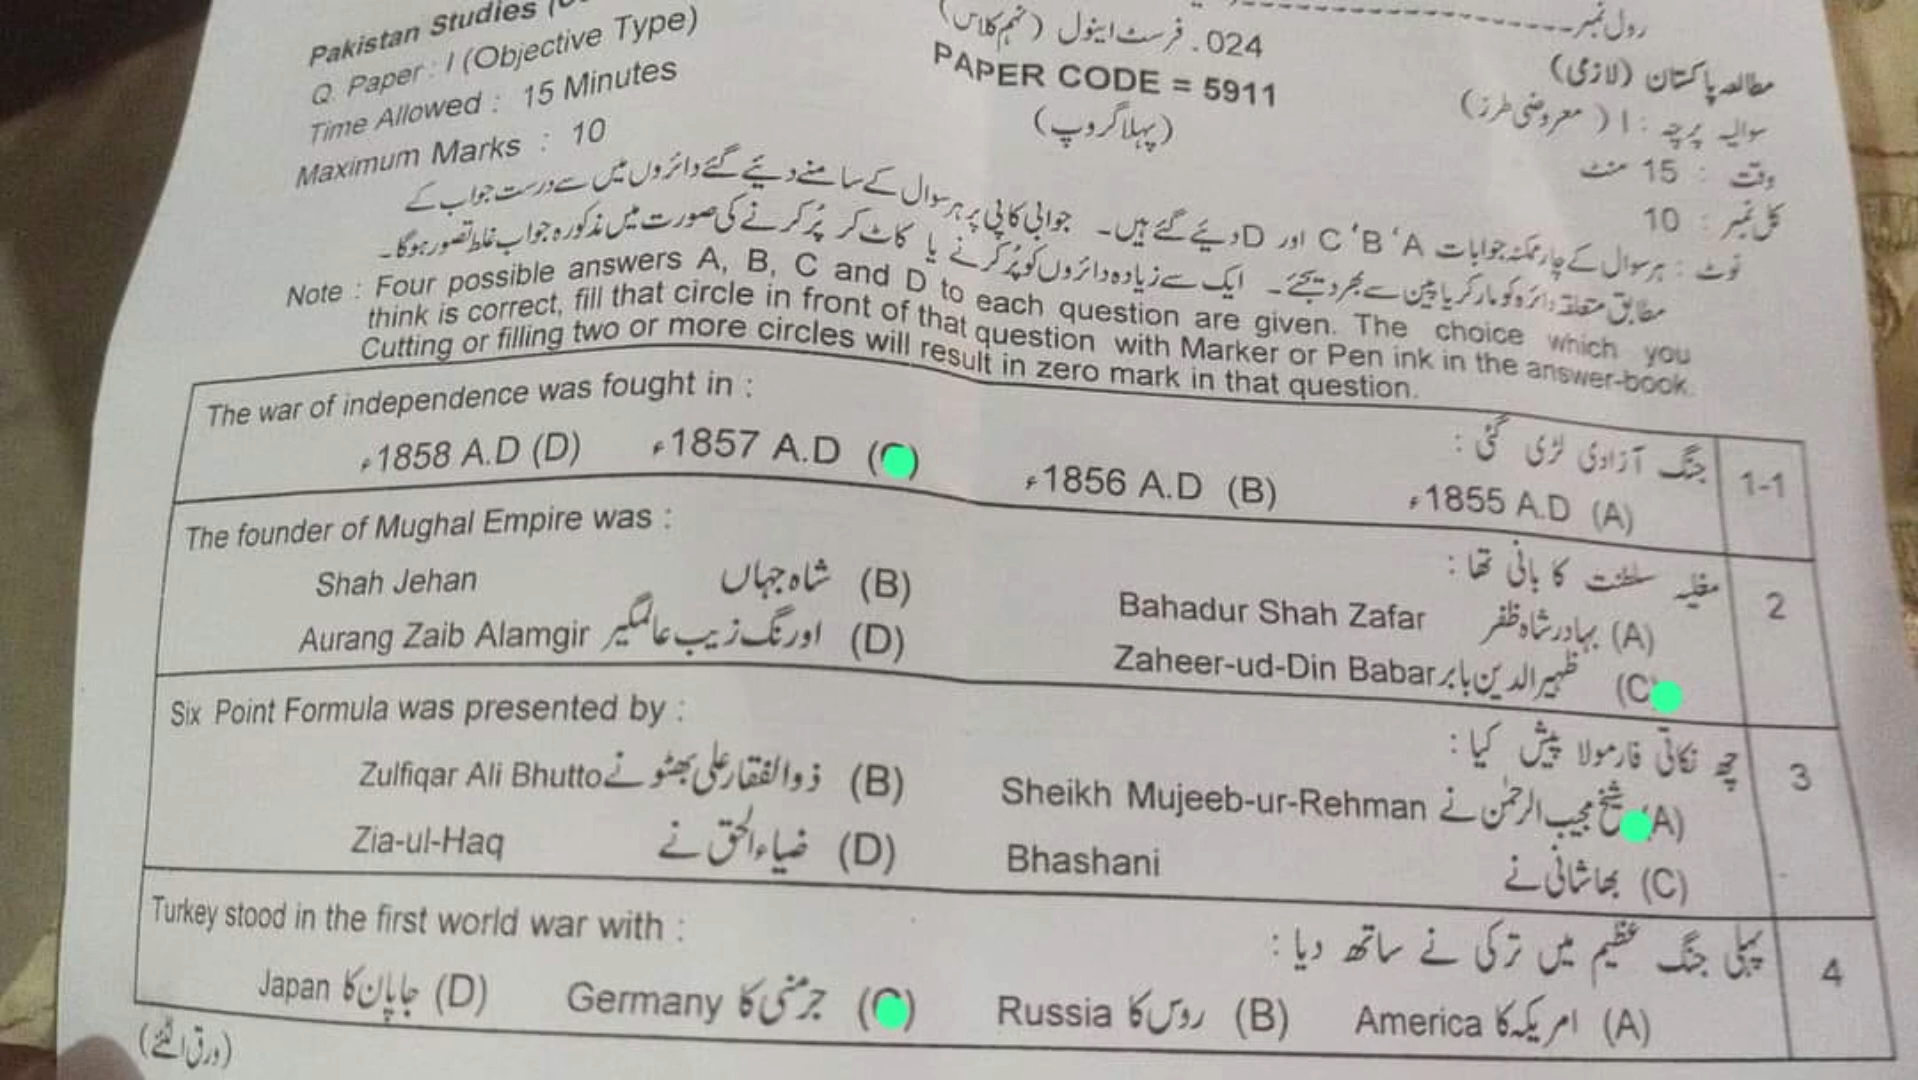 Pakistan Studies
Q. Paper : I (Objective Type)
Time Allowed : 15 Minutes
Maximum Marks : 10
024. فرسٹ اینول (نہم کلاس)
PAPER CODE = 5911
(پہلا گروپ)
رول نمبر
مطالعہ پاکستان (لازمی)
سوالیہ پرچہ : I (معروضی طرز)
وقت : 15 منٹ
کل نمبر : 10
نوٹ : ہر سوال کے چار ممکنہ جوابات A ' B ' C اور D دیئے گئے ہیں۔ جوابی کاپی پر ہر سوال کے سامنے دیئے گئے دائروں میں سے درست جواب کے
مطابق متعلقہ دائرہ کو مارکر یا پین سے بھر دیجئے۔ ایک سے زیادہ دائروں کو پُر کرنے یا کاٹ کر پُر کرنے کی صورت میں مذکورہ جواب غلط تصور ہوگا۔
Note : Four possible answers A, B, C and D to each question are given. The choice which you
think is correct, fill that circle in front of that question with Marker or Pen ink in the answer-book.
Cutting or filling two or more circles will result in zero mark in that question.
The war of independence was fought in : جنگ آزادی لڑی گئی : 1-1
1858 A.D (D) ء1857 A.D (C) ء1856 A.D (B) ء1855 A.D (A)ء
The founder of Mughal Empire was : مغلیہ سلطنت کا بانی تھا : 2
Shah Jehan شاہ جہاں (B) Bahadur Shah Zafar بہادر شاہ ظفر (A)
Aurang Zaib Alamgir اورنگ زیب عالمگیر (D) Zaheer-ud-Din Babar ظہیر الدین بابر (C)
Six Point Formula was presented by : چھ نکاتی فارمولا پیش کیا : 3
Zulfiqar Ali Bhutto ذوالفقار علی بھٹو نے (B) Sheikh Mujeeb-ur-Rehman شیخ مجیب الرحمٰن نے (A)
Zia-ul-Haq ضیاء الحق نے (D) Bhashani بھاشانی نے (C)
Turkey stood in the first world war with : پہلی جنگ عظیم میں ترکی نے ساتھ دیا : 4
Japan جاپان کا (D) Germany جرمنی کا (C) Russia روس کا (B) America امریکہ کا (A)
(ورق الٹئے)